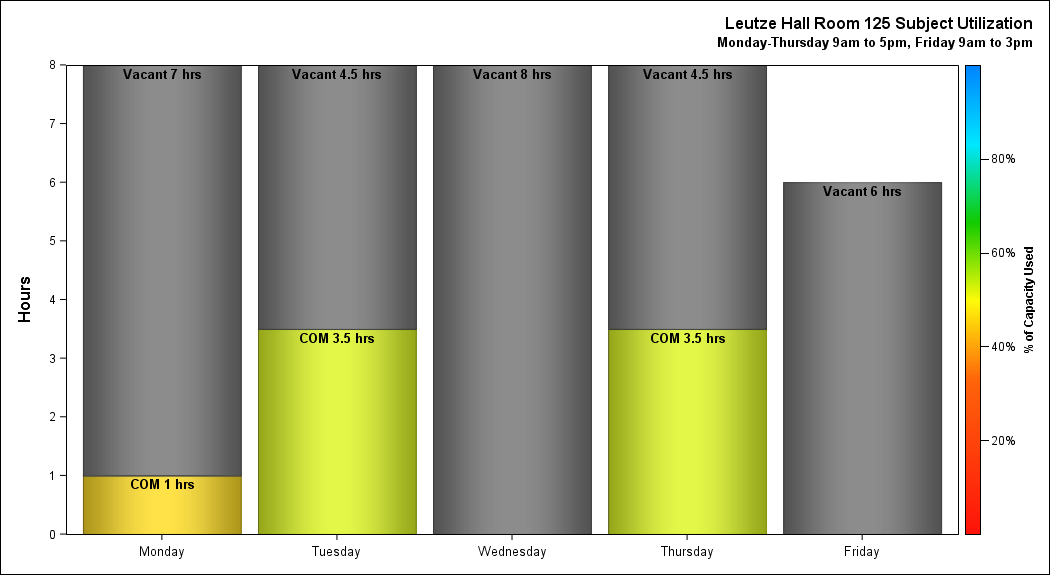 Leutze Hall Room 125 Subject Utilization
Monday-Thursday 9am to 5pm, Friday 9am to 3pm
8
7
6
5
4
3
2
1
0
Hours
Vacant 7 hrs
Vacant 4.5 hrs
Vacant 8 hrs
Vacant 4.5 hrs
Vacant 6 hrs
COM 3.5 hrs
COM 3.5 hrs
COM 1 hrs
Monday
Tuesday
Wednesday
Thursday
Friday
80%
60%
40%
20%
% of Capacity Used